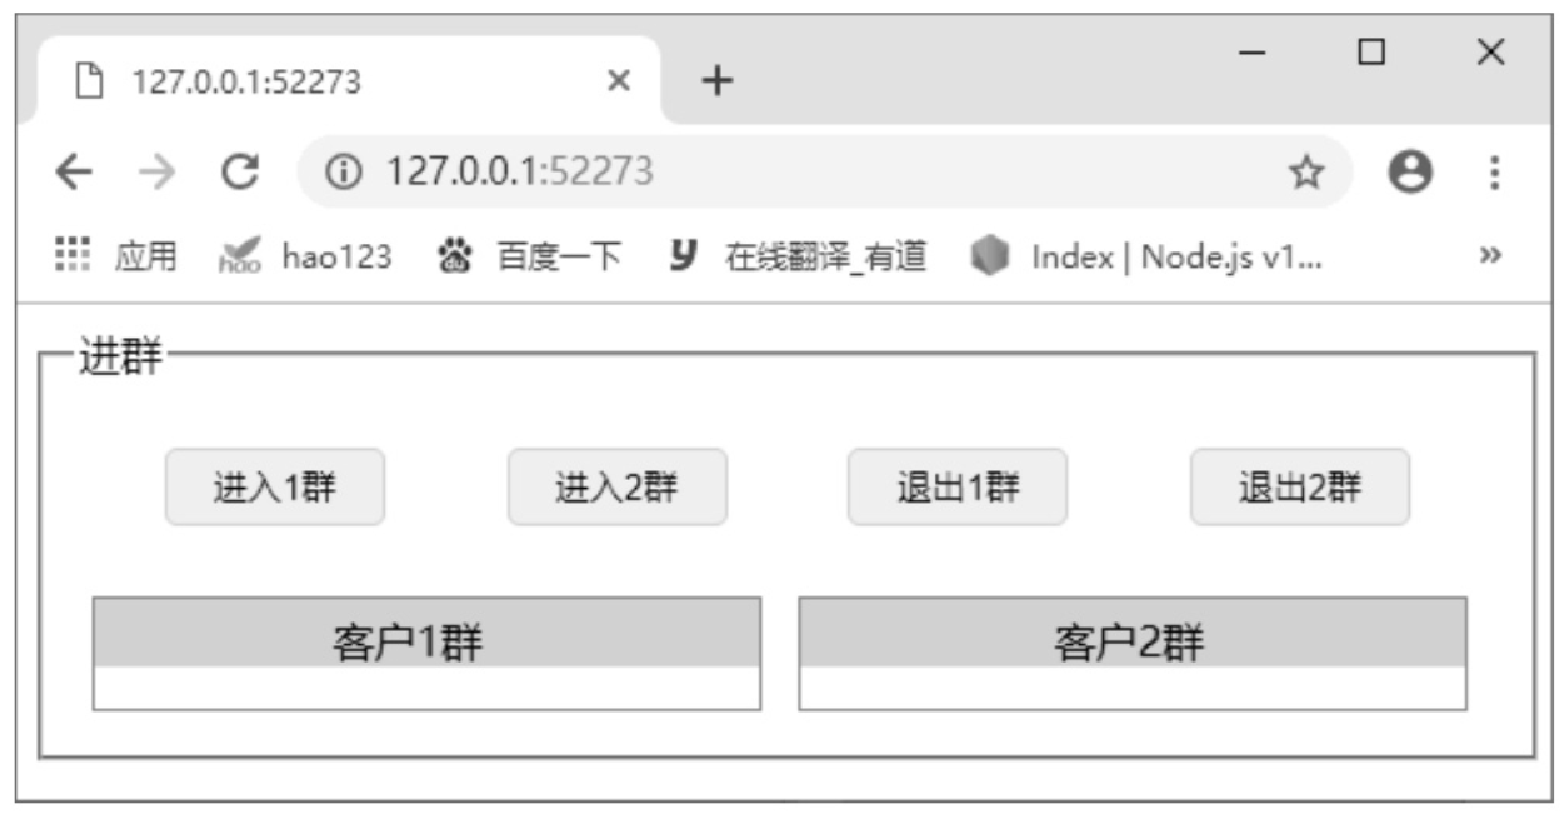 127.0.0.1:52273
127.0.0.1:52273
应用 hao hao123 du 百度一下 y 在线翻译_有道 Index | Node.js v1...
进群
进入1群 进入2群 退出1群 退出2群
客户1群 客户2群